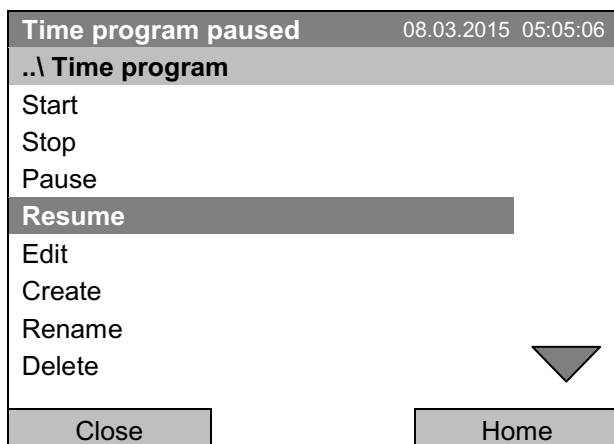 Time program paused 08.03.2015 05:05:06
..\ Time program
Start
Stop
Pause
Resume
Edit
Create
Rename
Delete
Close Home